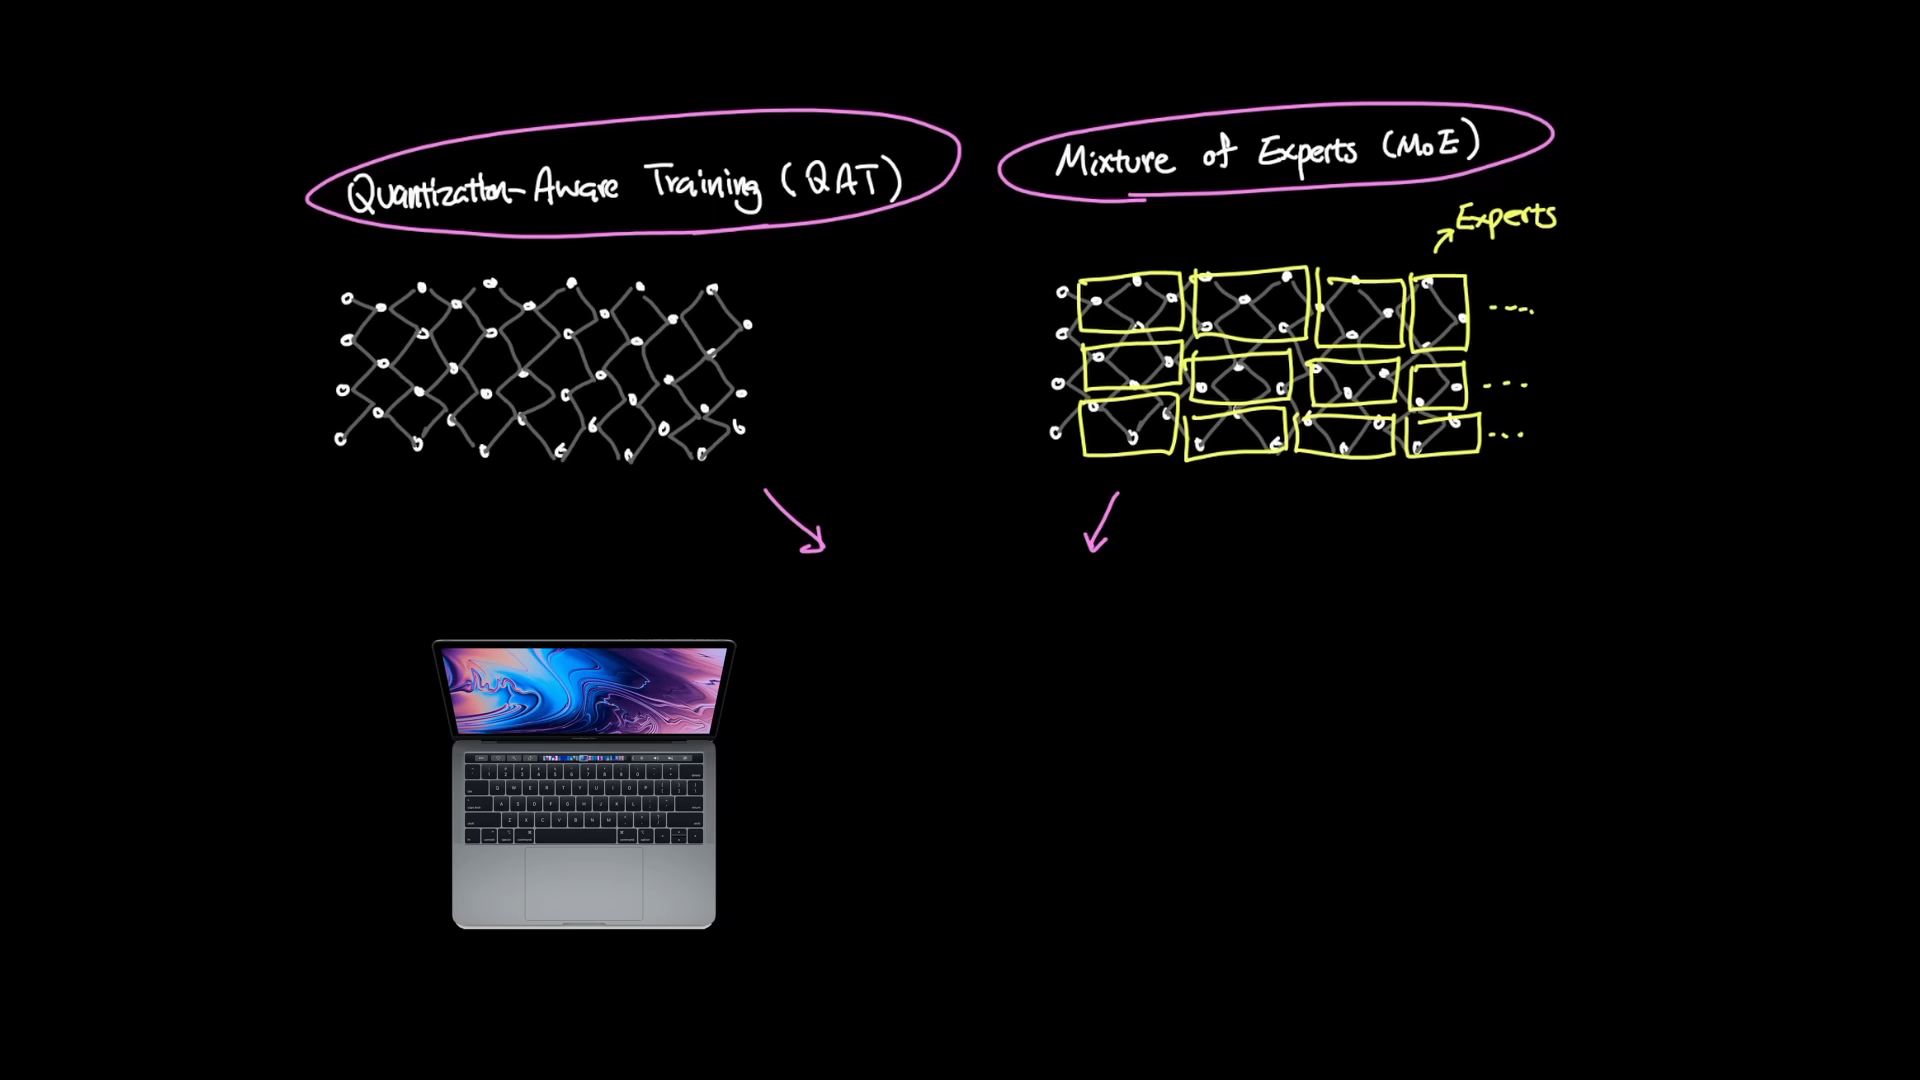 Quantization-Aware Training (QAT)
Mixture of Experts (MoE)
Experts